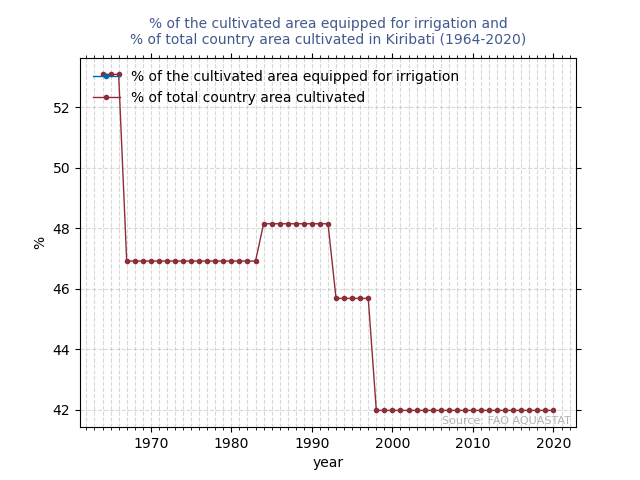 % of the cultivated area equipped for irrigation and
% of total country area cultivated in Kiribati (1964-2020)
% of the cultivated area equipped for irrigation
% of total country area cultivated
52
50
48
46
44
42
%
Source: FAO AQUASTAT
1970 1980 1990 2000 2010 2020
year